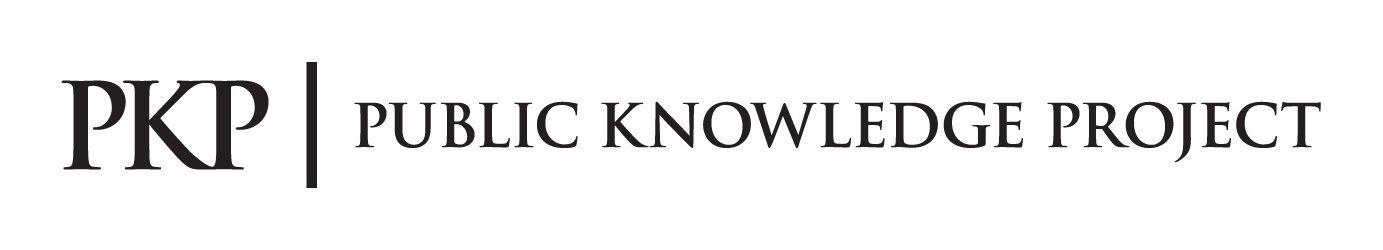 PKP | PUBLIC KNOWLEDGE PROJECT